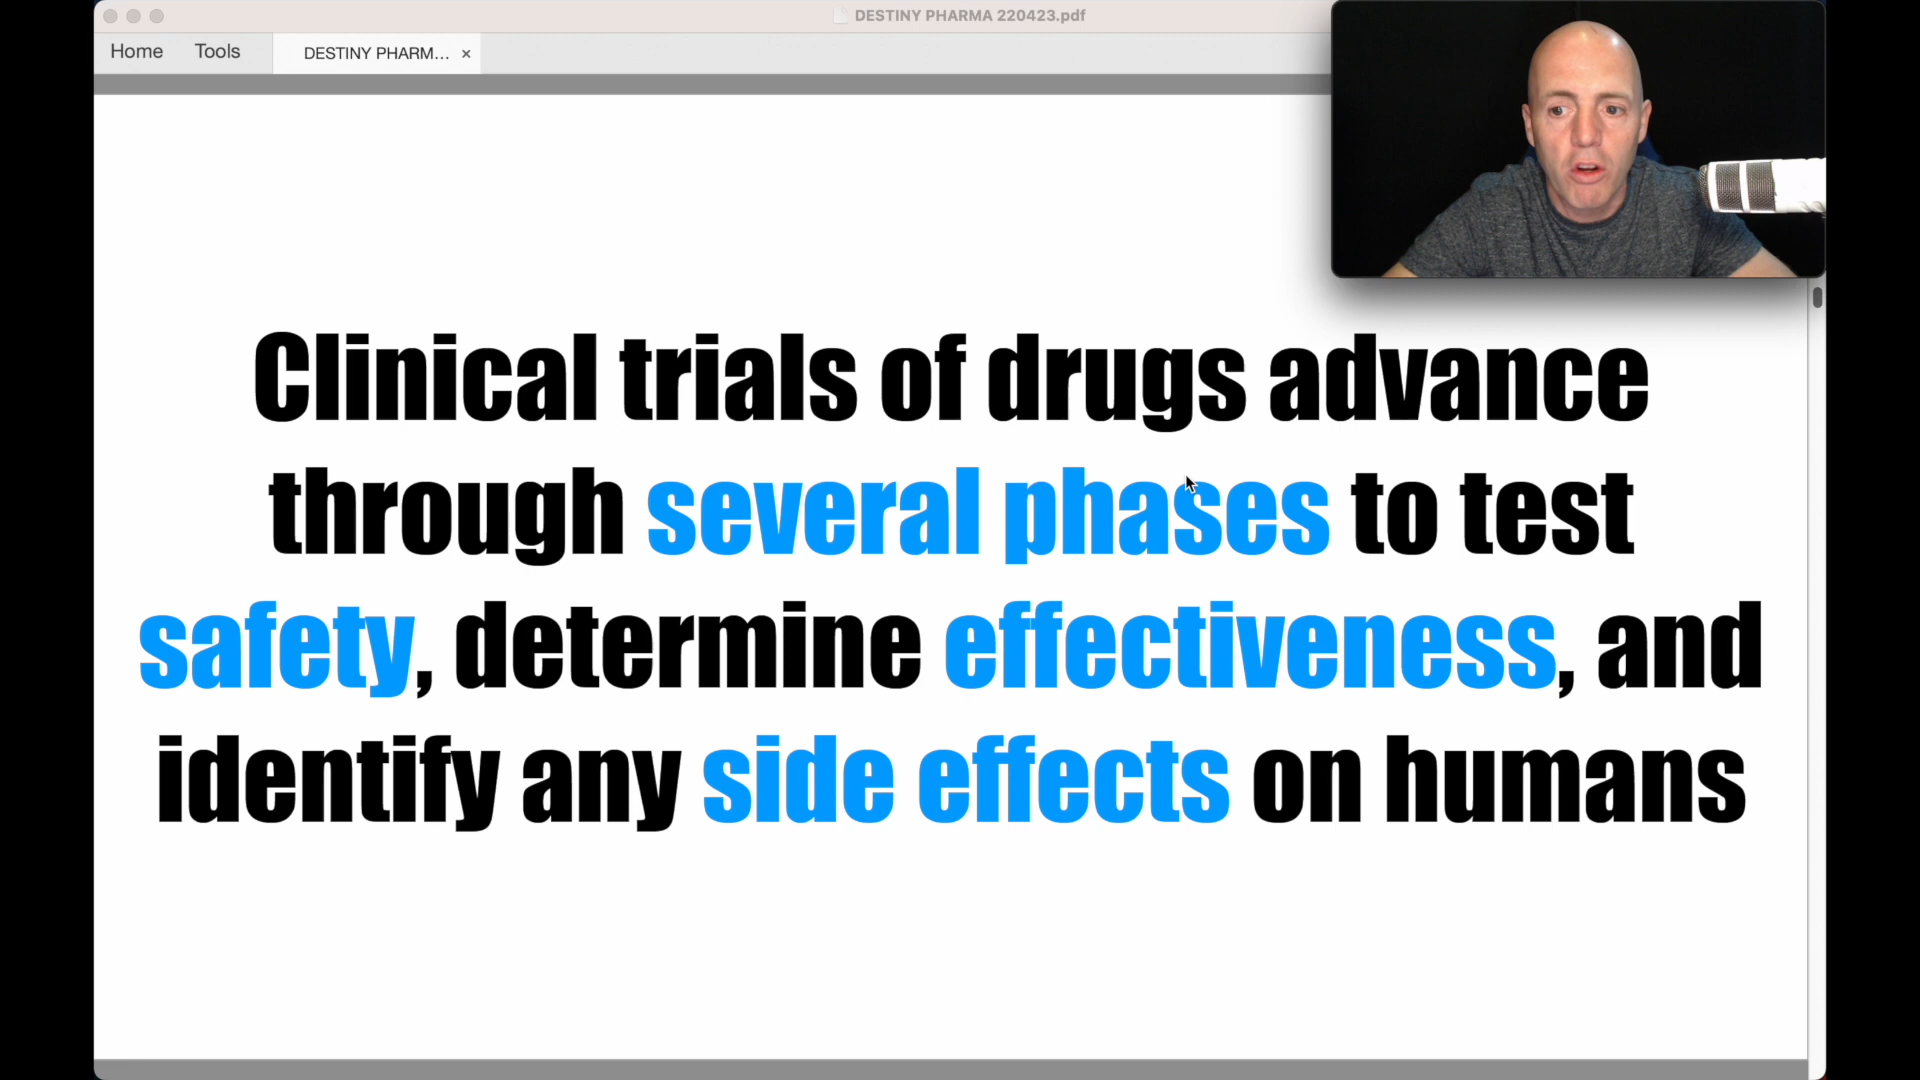 DESTINY PHARMA 220423.pdf
Home Tools DESTINY PHARM... ×
Clinical trials of drugs advance
through several phases to test
safety, determine effectiveness, and
identify any side effects on humans